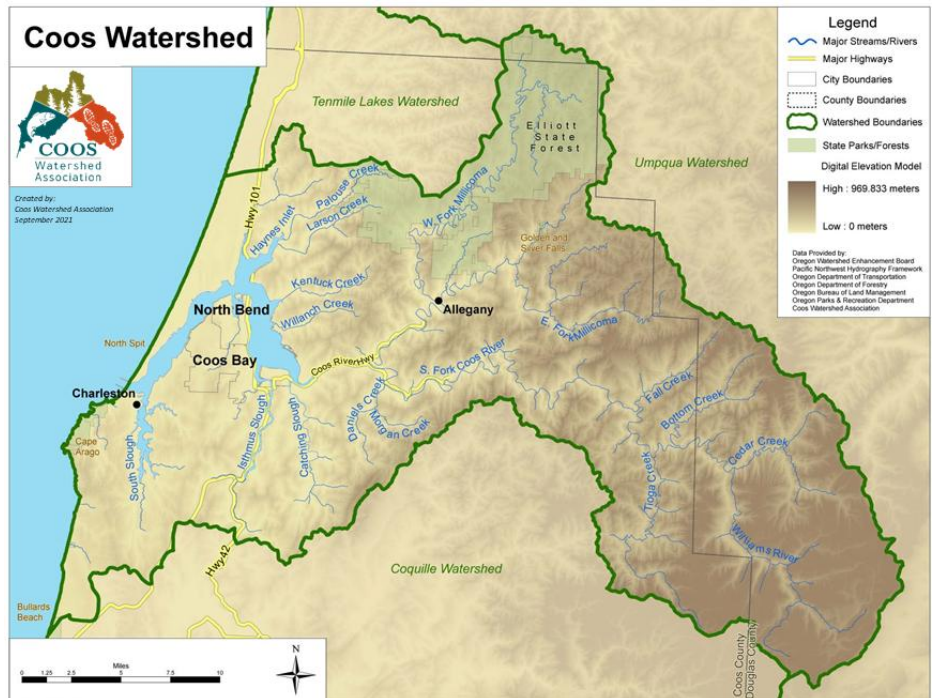 Coos Watershed
COOS
Watershed
Association
Created by:
Coos Watershed Association
September 2021
Legend
Major Streams/Rivers
Major Highways
City Boundaries
County Boundaries
Watershed Boundaries
State Parks/Forests
Digital Elevation Model
High : 969.833 meters
Low : 0 meters
Data Provided by:
Oregon Watershed Enhancement Board
Pacific Northwest Hydrography Framework
Oregon Department of Transportation
Oregon Department of Forestry
Oregon Bureau of Land Management
Oregon Parks & Recreation Department
Coos Watershed Association
Tenmile Lakes Watershed
Elliott
State
Forest
Umpqua Watershed
Hwy 101
Haynes Inlet
Palouse Creek
Larson Creek
W. Fork Millicoma
Golden and
Silver Falls
Kentuck Creek
Willanch Creek
North Bend
Allegany
E. Fork Millicoma
North Spit
Coos Bay
Coos River Hwy
S. Fork Coos River
Charleston
Cape
Arago
South Slough
Isthmus Slough
Catching Slough
Daniels Creek
Morgan Creek
Fall Creek
Bottom Creek
Cedar Creek
Tioga Creek
Williams River
Hwy 42
Coquille Watershed
Bullards
Beach
Coos County
Douglas County
Miles
0 1.25 2.5 5 7.5 10
N